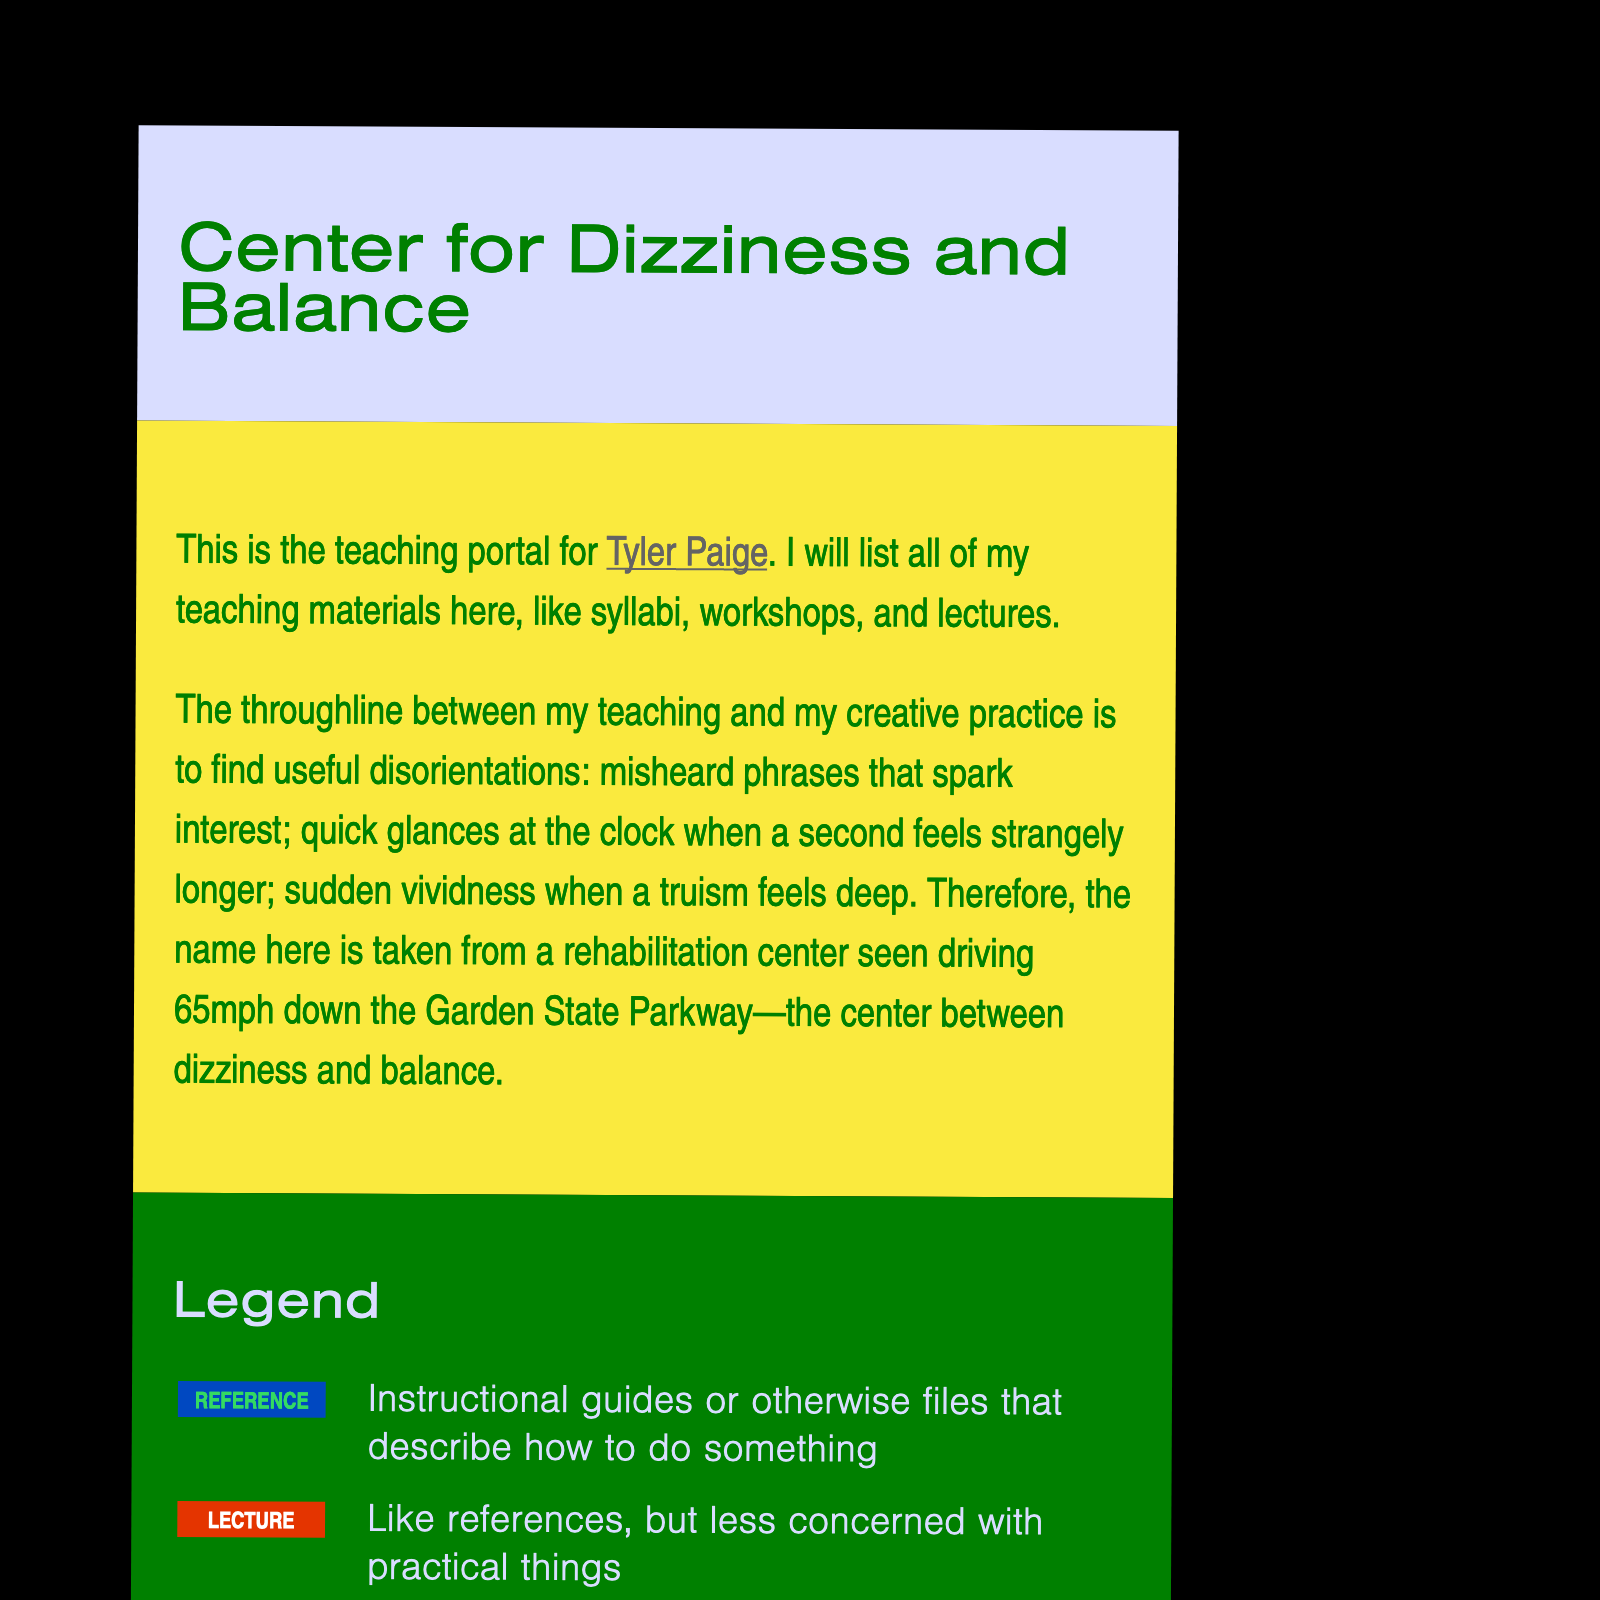 Center for Dizziness and
Balance
This is the teaching portal for Tyler Paige. I will list all of my
teaching materials here, like syllabi, workshops, and lectures.
The throughline between my teaching and my creative practice is
to find useful disorientations: misheard phrases that spark
interest; quick glances at the clock when a second feels strangely
longer; sudden vividness when a truism feels deep. Therefore, the
name here is taken from a rehabilitation center seen driving
65mph down the Garden State Parkway—the center between
dizziness and balance.
Legend
REFERENCE Instructional guides or otherwise files that
describe how to do something
LECTURE Like references, but less concerned with
practical things